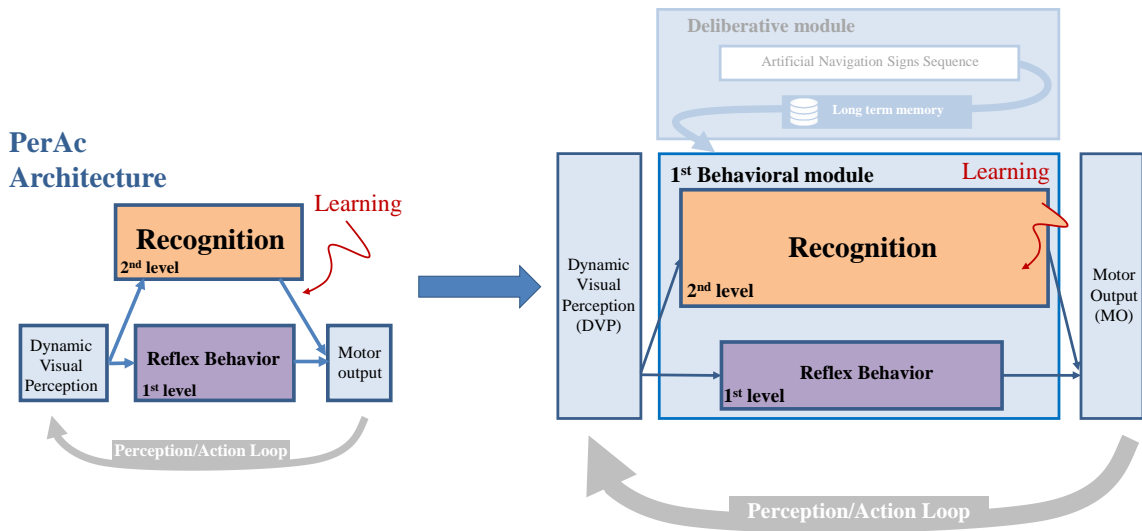 PerAc
Architecture
Learning
Recognition
2nd level
Dynamic
Visual
Perception
Reflex Behavior
1st level
Motor
output
Perception/Action Loop
Deliberative module
Artificial Navigation Signs Sequence
Long term memory
1st Behavioral module
Learning
Recognition
2nd level
Dynamic
Visual
Perception
(DVP)
Reflex Behavior
1st level
Motor
Output
(MO)
Perception/Action Loop